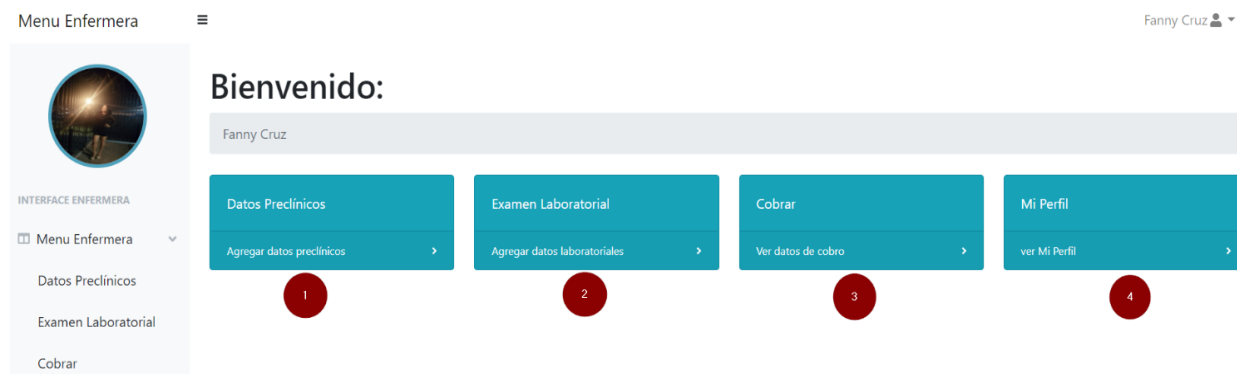 Menu Enfermera
Fanny Cruz
Bienvenido:
Fanny Cruz
INTERFACE ENFERMERA
Menu Enfermera
Datos Preclínicos
Examen Laboratorial
Cobrar
Datos Preclínicos
Agregar datos preclínicos
1
Examen Laboratorial
Agregar datos laboratoriales
2
Cobrar
Ver datos de cobro
3
Mi Perfil
ver Mi Perfil
4